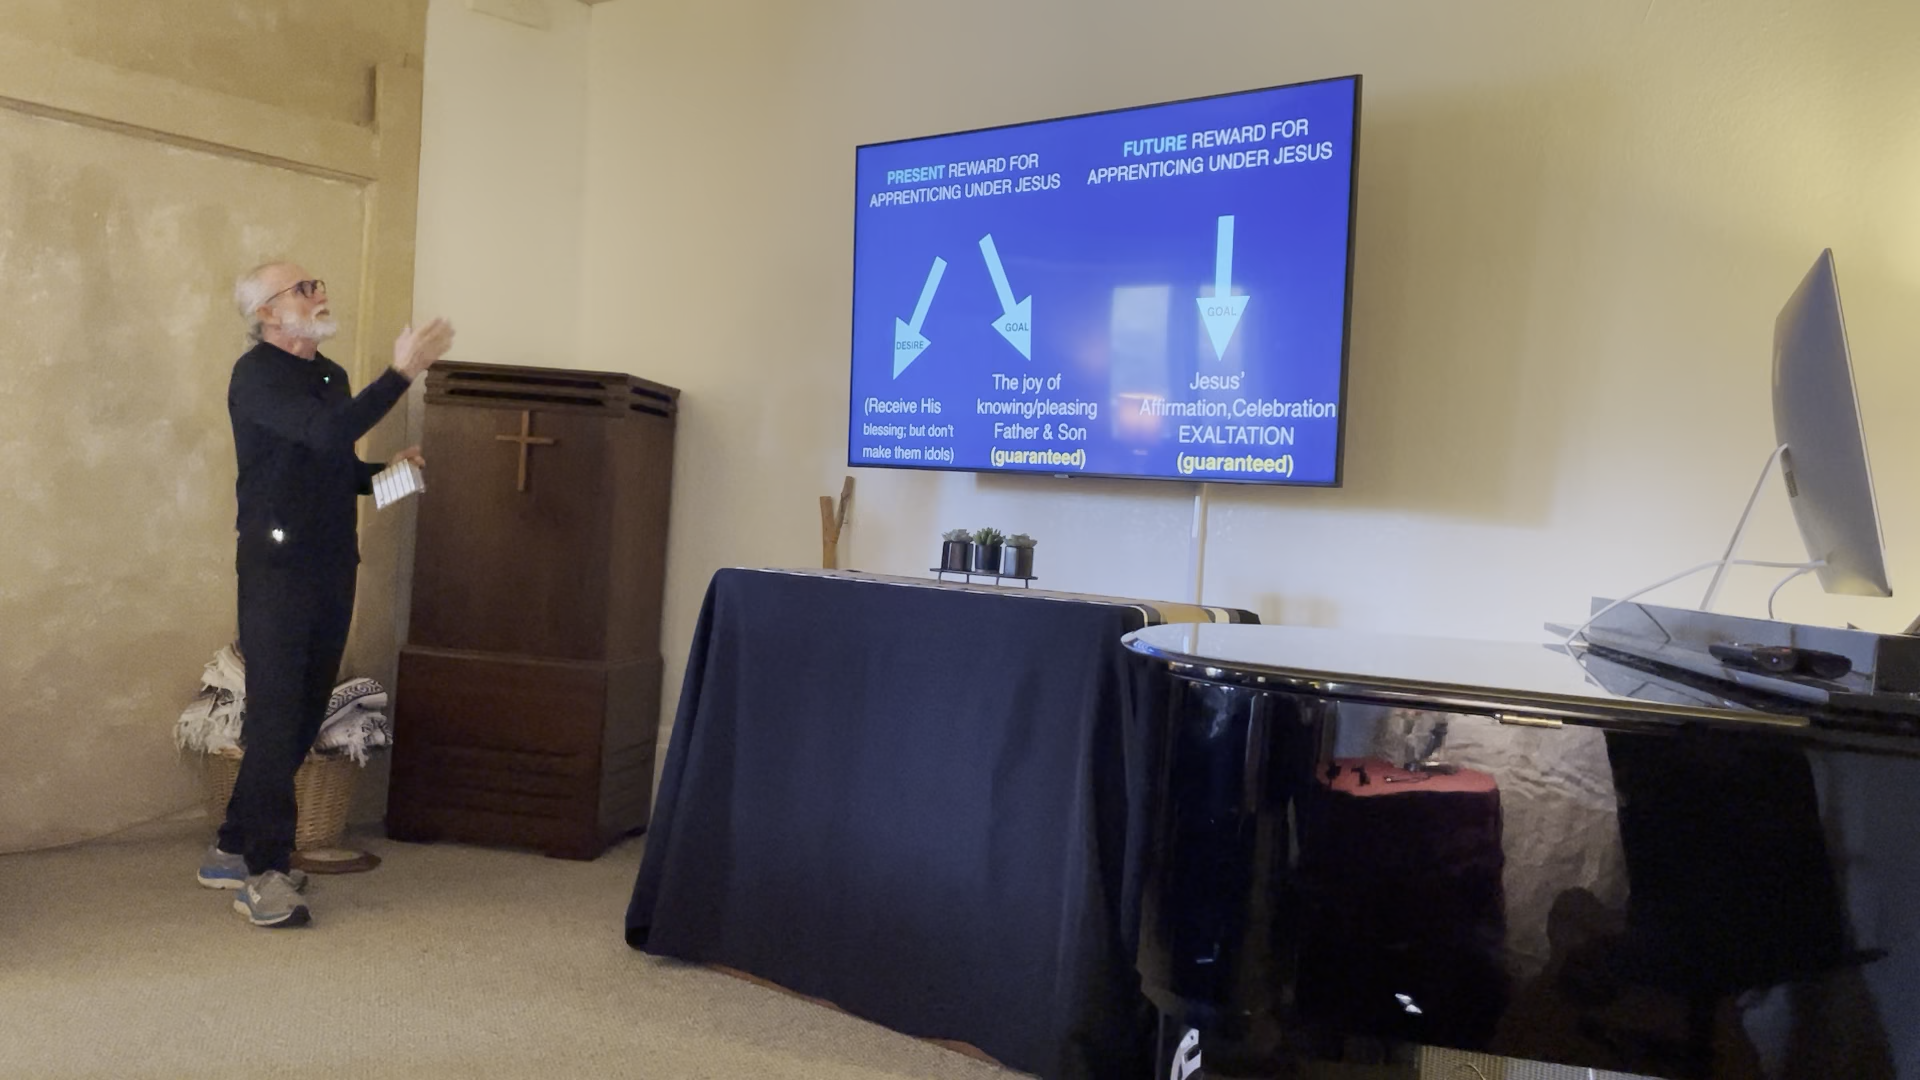 PRESENT REWARD FOR
APPRENTICING UNDER JESUS
DESIRE
GOAL
(Receive His
blessing; but don't
make them idols)
The joy of
knowing/pleasing
Father & Son
(guaranteed)
FUTURE REWARD FOR
APPRENTICING UNDER JESUS
GOAL
Jesus'
Affirmation,Celebration
EXALTATION
(guaranteed)